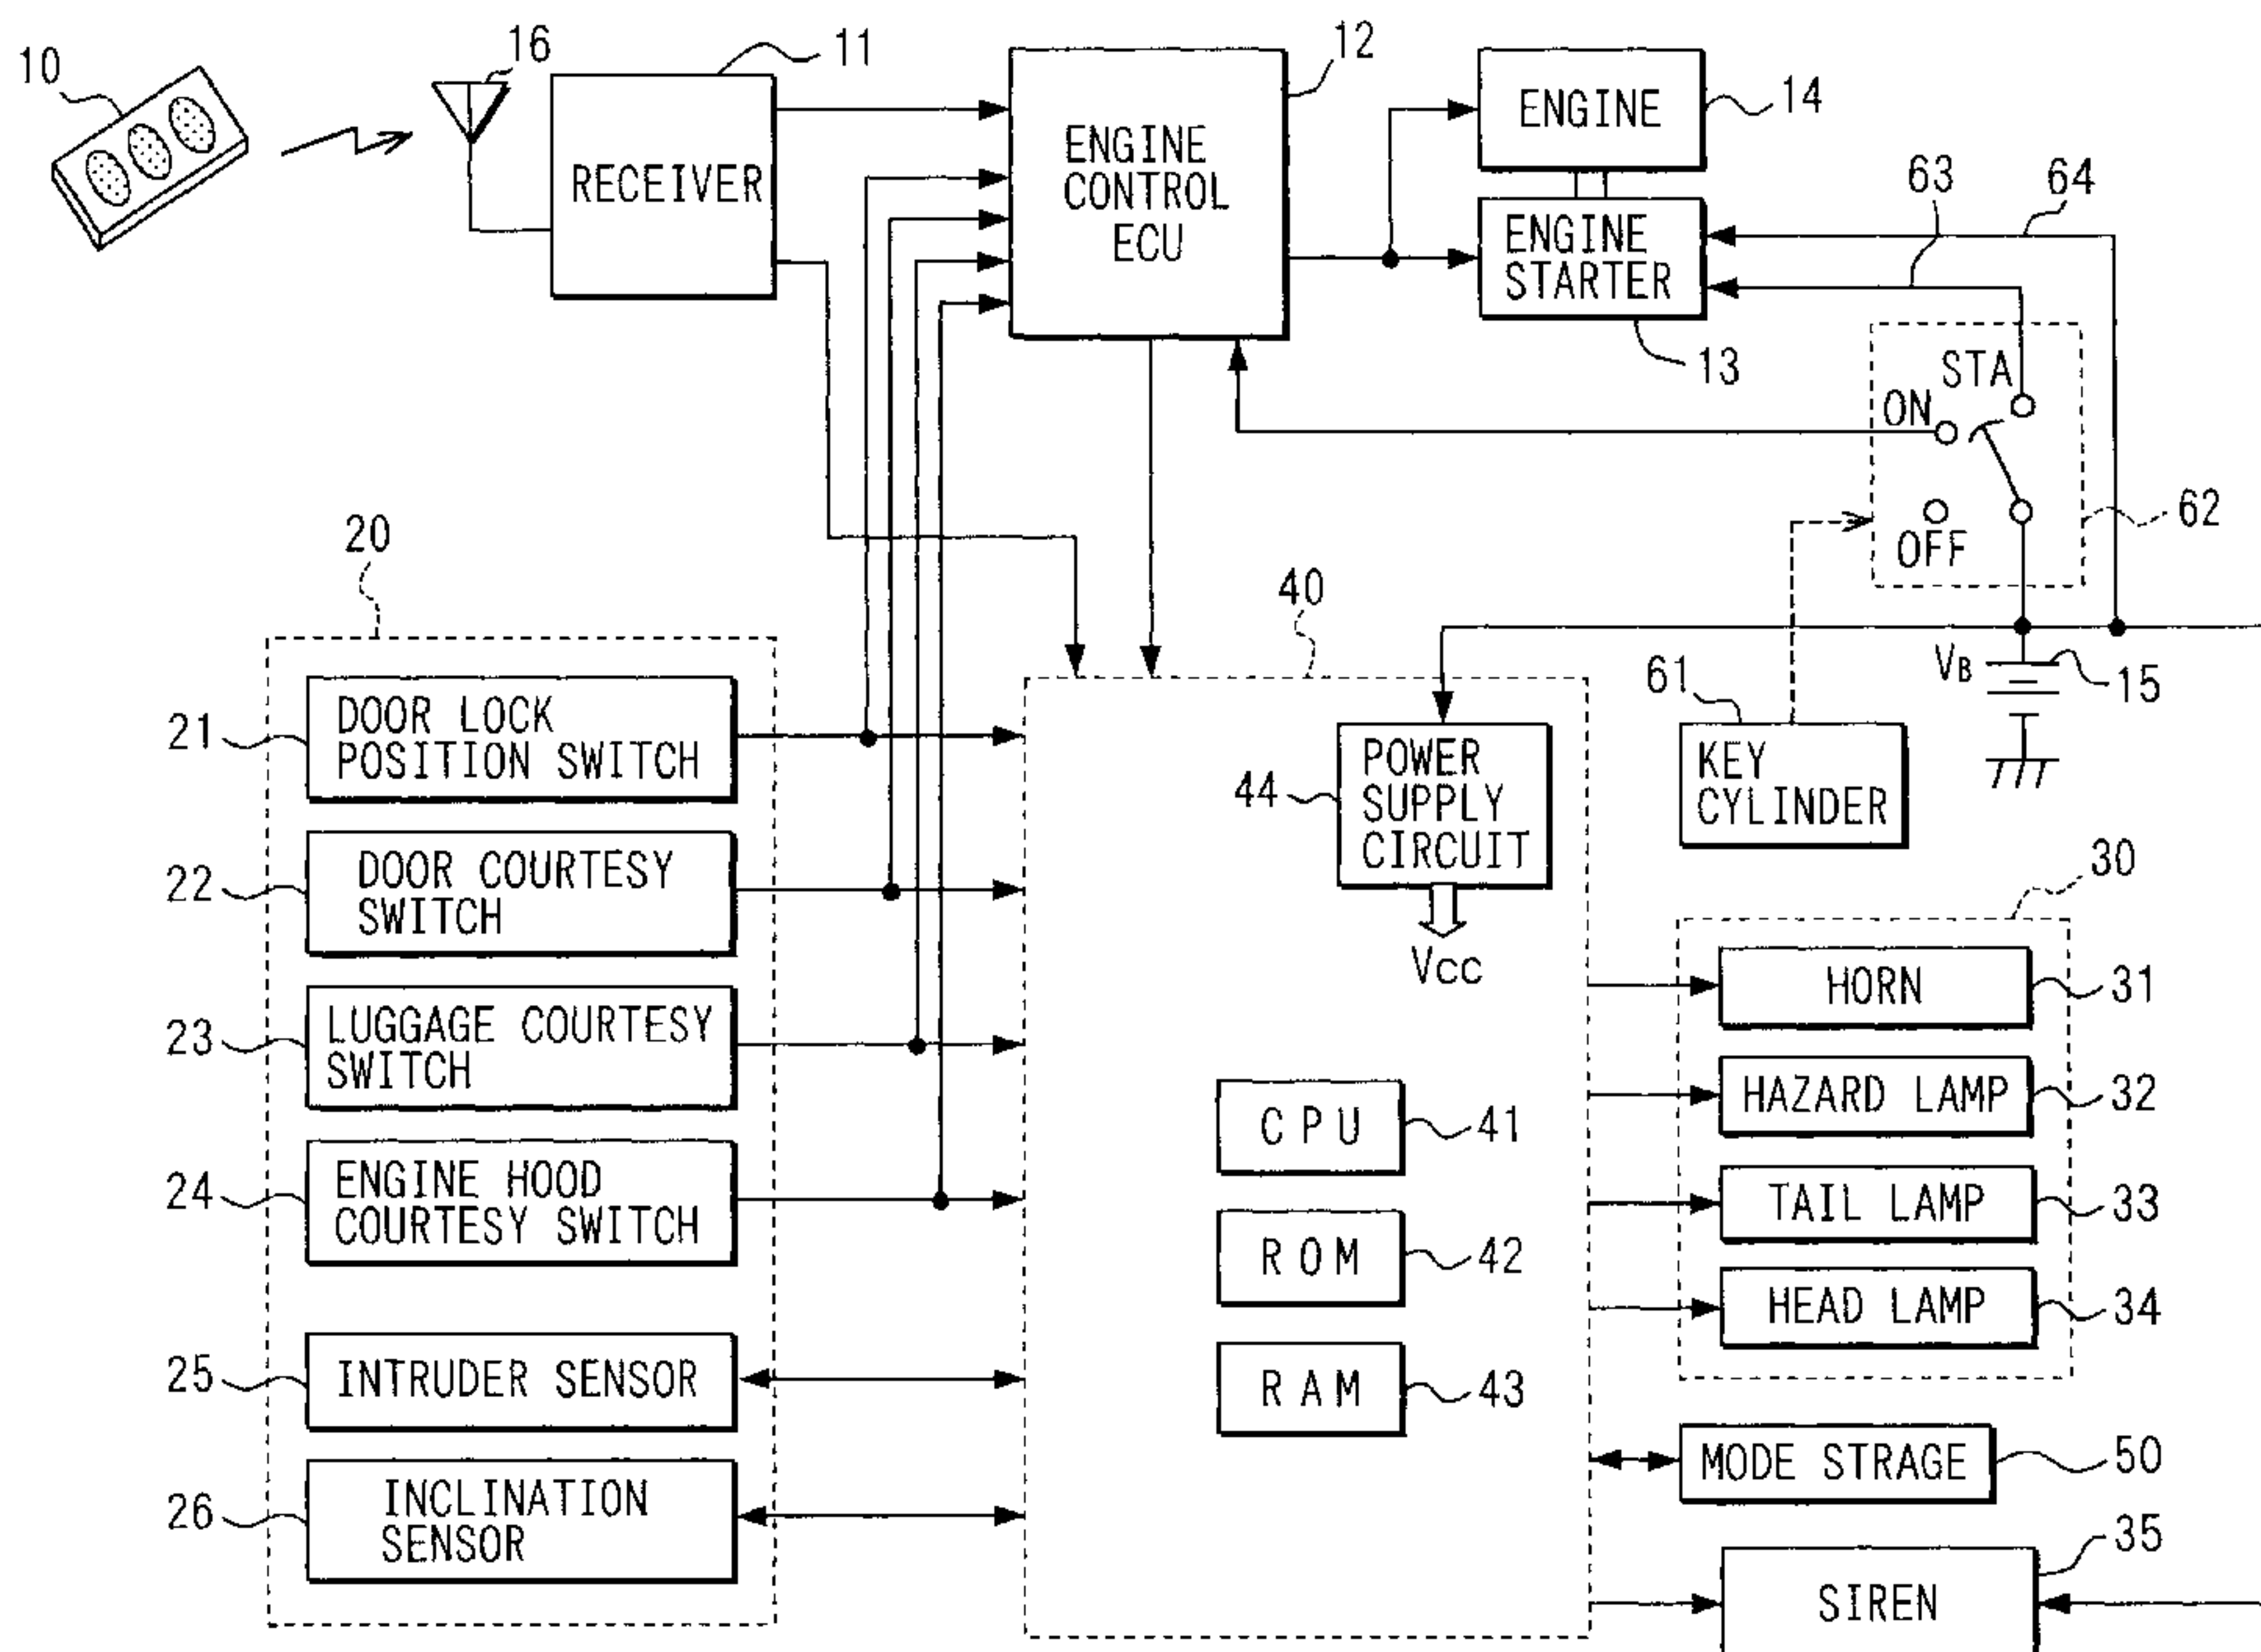 10
16
11
12
RECEIVER
ENGINE
CONTROL
ECU
ENGINE
14
ENGINE
STARTER
13
63
64
STA
ON
OFF
62
20
40
21
DOOR LOCK
POSITION SWITCH
22
DOOR COURTESY
SWITCH
23
LUGGAGE COURTESY
SWITCH
24
ENGINE HOOD
COURTESY SWITCH
25
INTRUDER SENSOR
26
INCLINATION
SENSOR
44
POWER
SUPPLY
CIRCUIT
Vcc
CPU
41
ROM
42
RAM
43
61
KEY
CYLINDER
VB
15
30
HORN
31
HAZARD LAMP
32
TAIL LAMP
33
HEAD LAMP
34
MODE STRAGE
50
35
SIREN